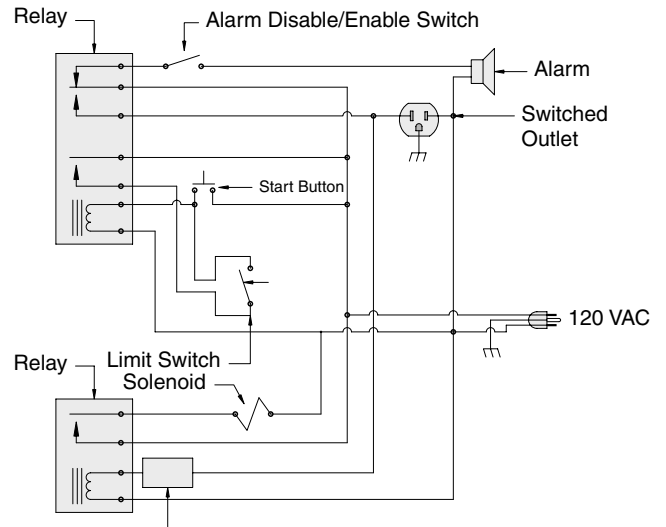 Relay
Alarm Disable/Enable Switch
Alarm
Switched
Outlet
Start Button
120 VAC
Limit Switch
Relay
Solenoid